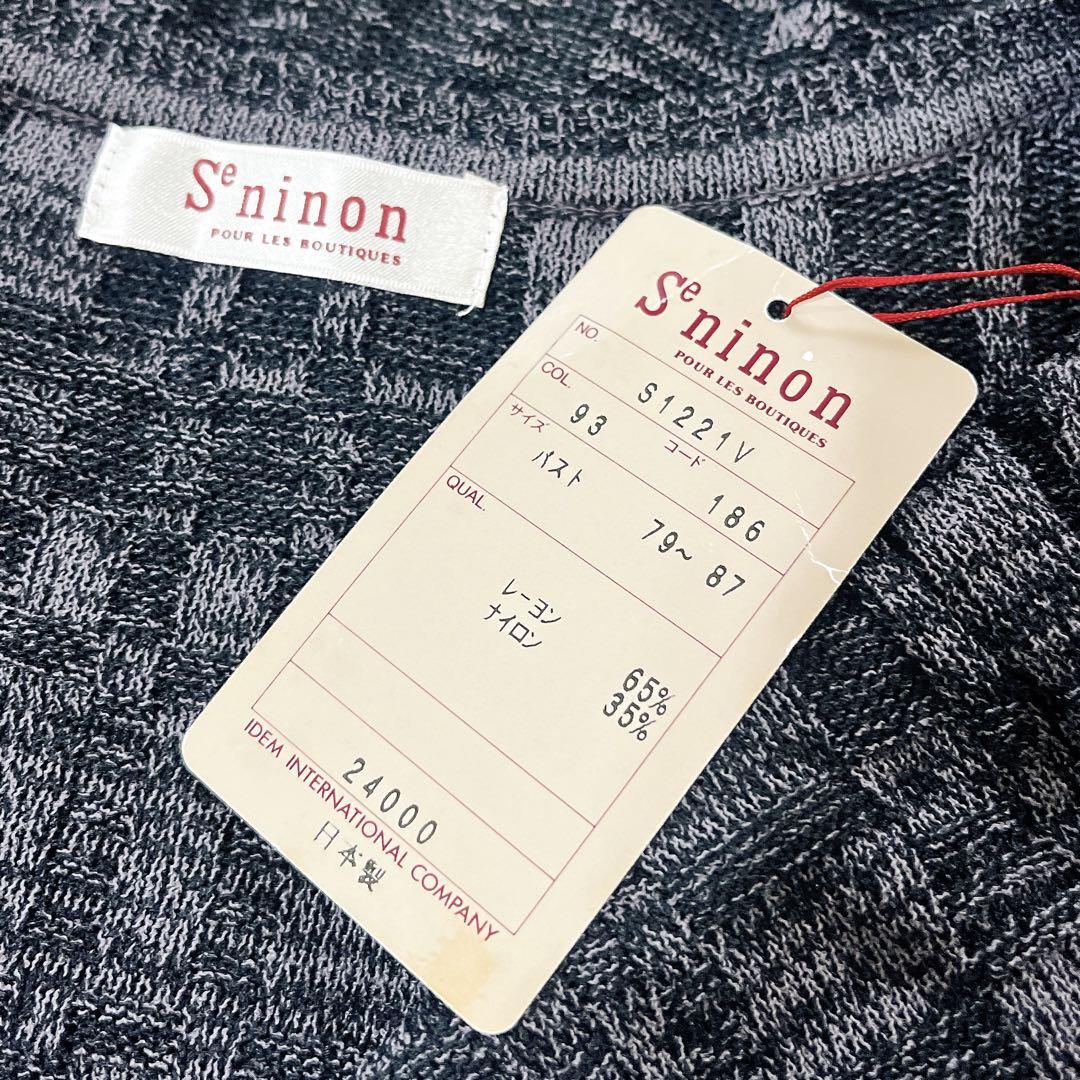 Seninon
POUR LES BOUTIQUES
Seninon
POUR LES BOUTIQUES
NO. S1221V
COL. 93 コード 186
サイズ バスト 79~ 87
QUAL.
レーヨン 65%
ナイロン 35%
24000
IDEM INTERNATIONAL COMPANY
日本製